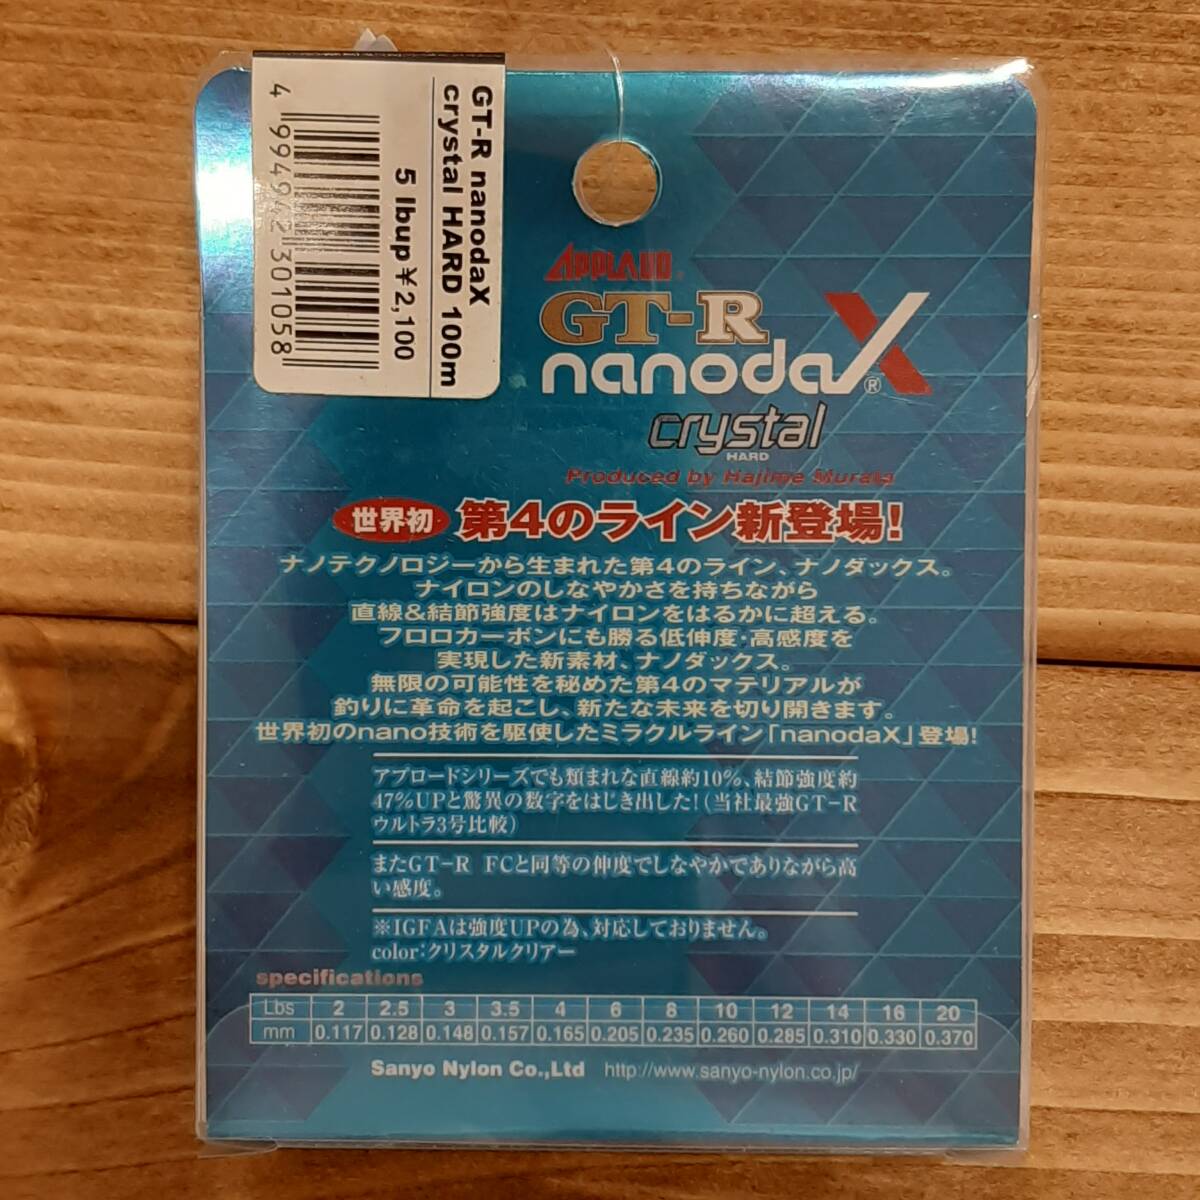 GT-R nanodaX
crystal HARD 100m
5 lbup ¥2,100
4 994942 301058
APPLAUD®
GT-R
nanodaX®
crystal
HARD
Produced by Hajime Murata
世界初 第4のライン新登場!
ナノテクノロジーから生まれた第4のライン、ナノダックス。
ナイロンのしなやかさを持ちながら
直線&結節強度はナイロンをはるかに超える。
フロロカーボンにも勝る低伸度・高感度を
実現した新素材、ナノダックス。
無限の可能性を秘めた第4のマテリアルが
釣りに革命を起こし、新たな未来を切り開きます。
世界初のnano技術を駆使したミラクルライン「nanodaX」登場!
アプロードシリーズでも類まれな直線約10%、結節強度約
47%UPと驚異の数字をはじき出した!(当社最強GT-R
ウルトラ3号比較)
またGT-R FCと同等の伸度でしなやかでありながら高
い感度。
※IGFAは強度UPの為、対応しておりません。
color:クリスタルクリアー
specifications
Lbs 2 2.5 3 3.5 4 6 8 10 12 14 16 20
mm 0.117 0.128 0.148 0.157 0.165 0.205 0.235 0.260 0.285 0.310 0.330 0.370
Sanyo Nylon Co.,Ltd http://www.sanyo-nylon.co.jp/